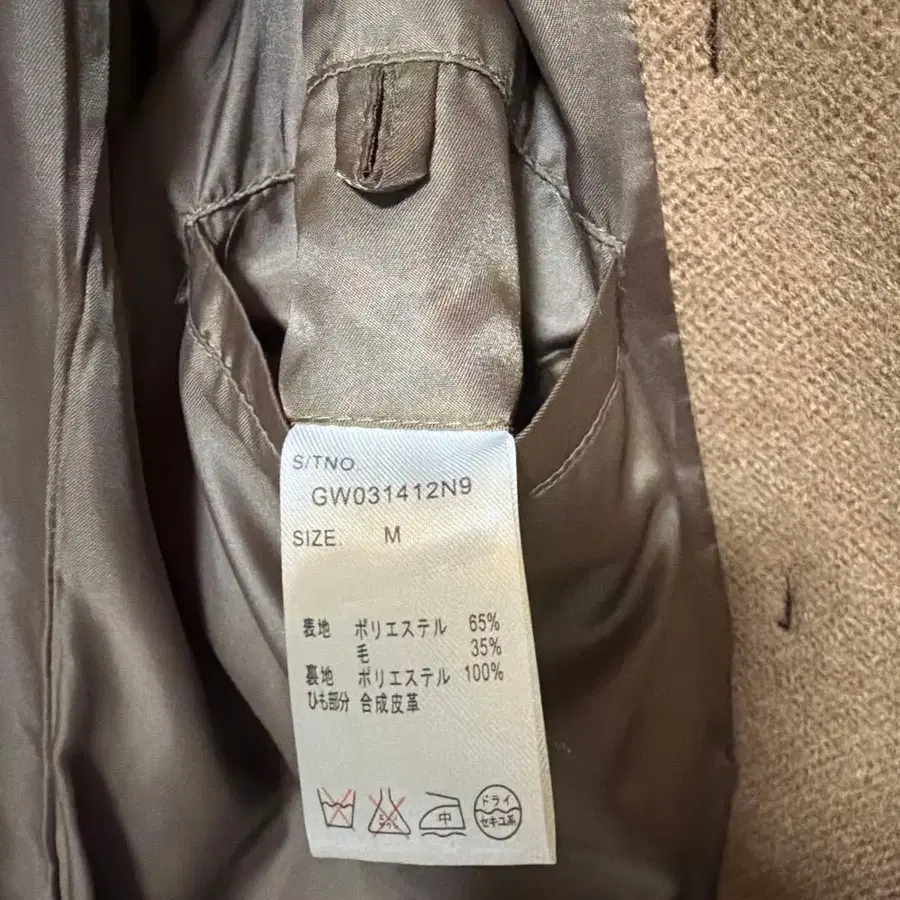 S/TNO.
GW031412N9
SIZE. M
表地 ポリエステル 65%
毛 35%
裏地 ポリエステル 100%
ひも部分 合成皮革
中
ドライ
セキユ系